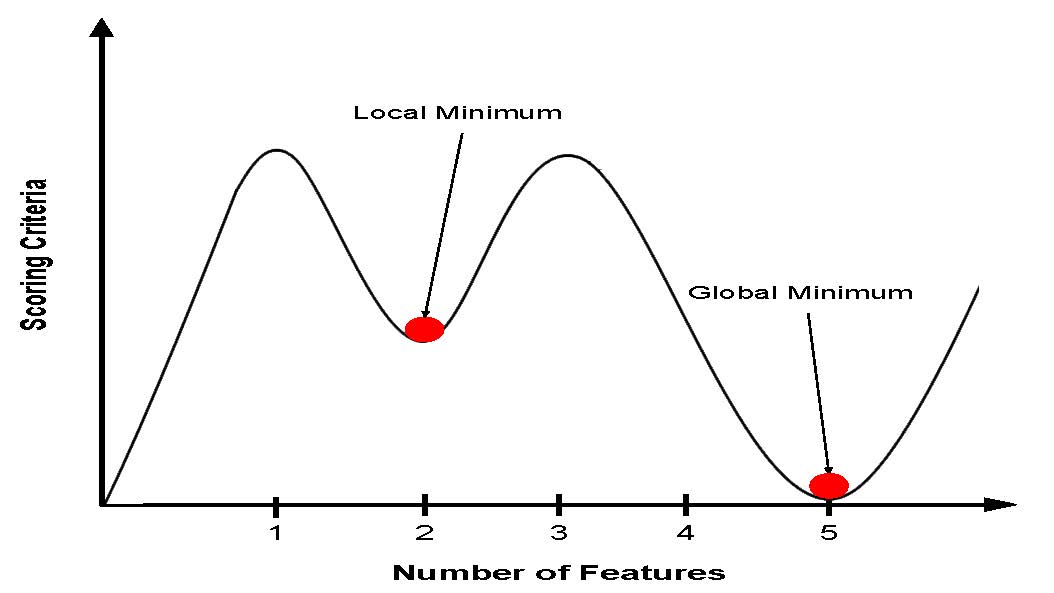 Local Minimum
Scoring Criteria
Global Minimum
1 2 3 4 5
Number of Features